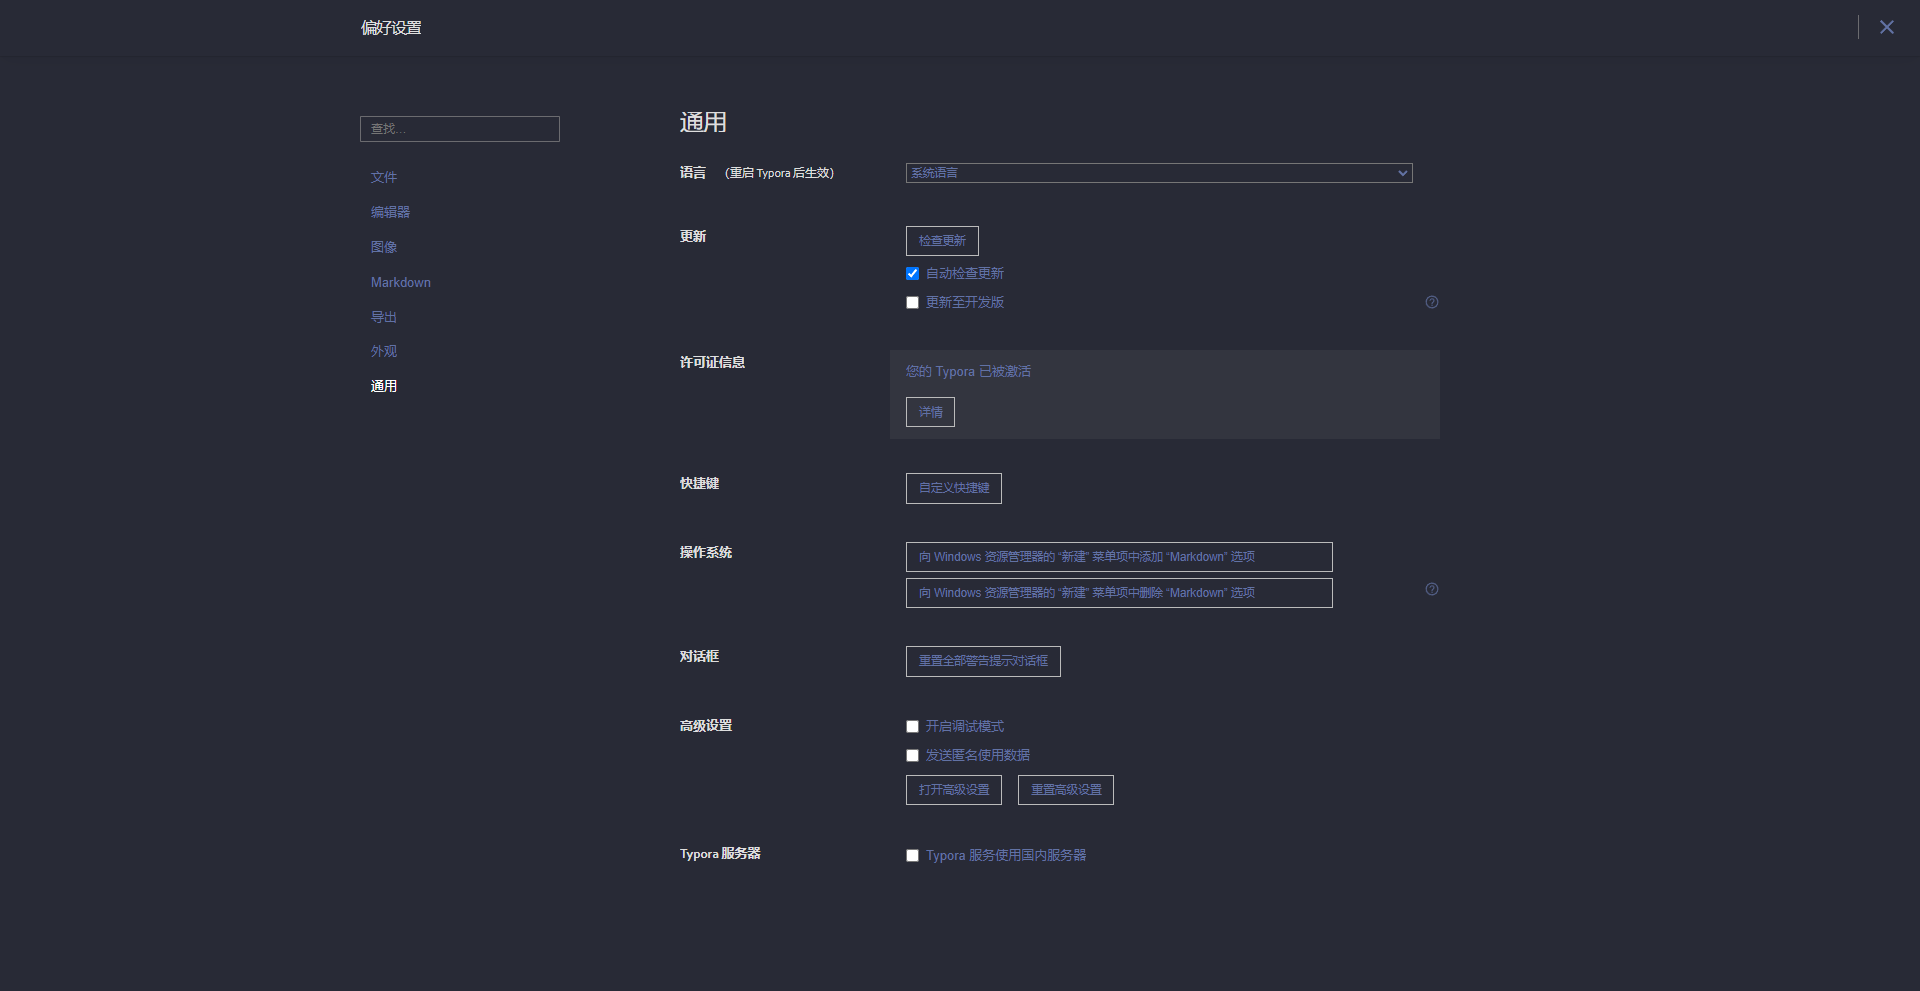 偏好设置
查找...
文件
编辑器
图像
Markdown
导出
外观
通用
通用
语言 （重启 Typora 后生效）
系统语言
更新
检查更新
自动检查更新
更新至开发版
许可证信息
您的 Typora 已被激活
详情
快捷键
自定义快捷键
操作系统
向 Windows 资源管理器的 “新建” 菜单项中添加 “Markdown” 选项
向 Windows 资源管理器的 “新建” 菜单项中删除 “Markdown” 选项
对话框
重置全部警告提示对话框
高级设置
开启调试模式
发送匿名使用数据
打开高级设置
重置高级设置
Typora 服务器
Typora 服务使用国内服务器